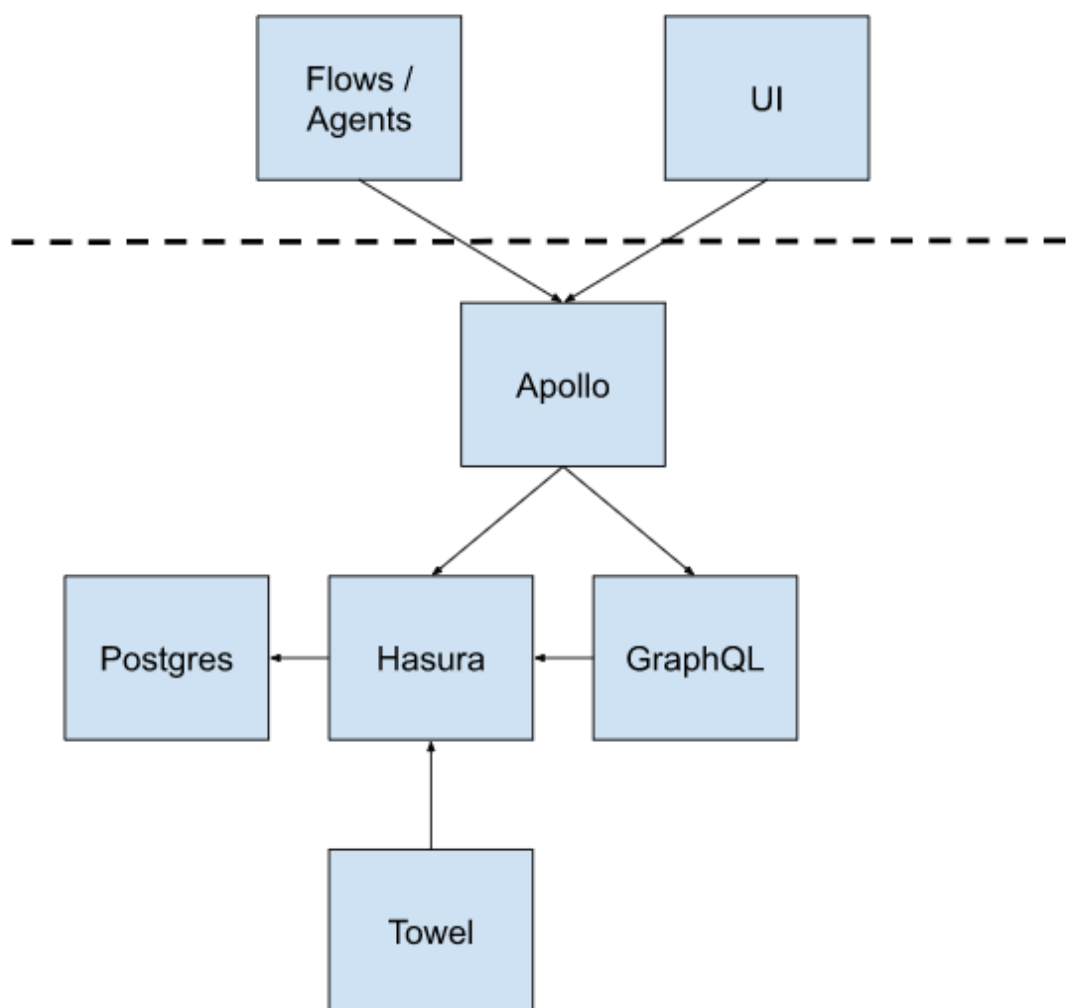 Flows /
Agents
UI
Apollo
Postgres
Hasura
GraphQL
Towel